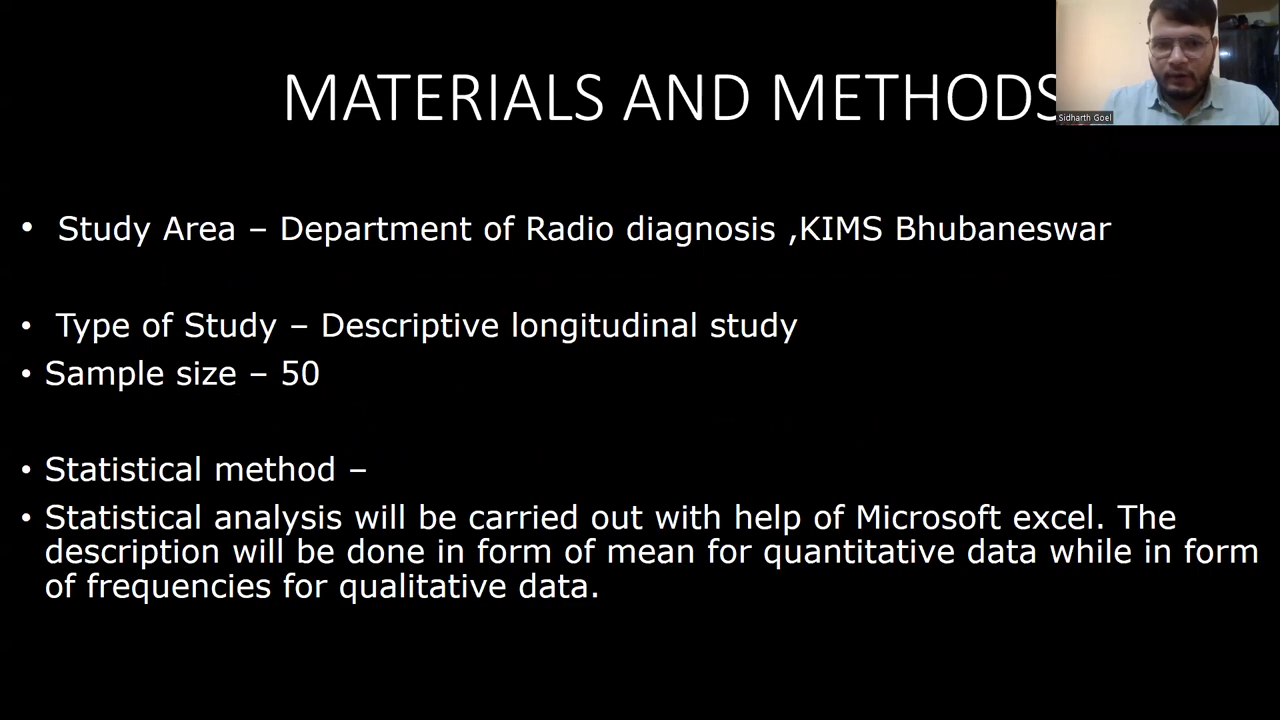 MATERIALS AND METHODS
Sidharth Goel
• Study Area – Department of Radio diagnosis ,KIMS Bhubaneswar
• Type of Study – Descriptive longitudinal study
• Sample size – 50
• Statistical method –
• Statistical analysis will be carried out with help of Microsoft excel. The
description will be done in form of mean for quantitative data while in form
of frequencies for qualitative data.